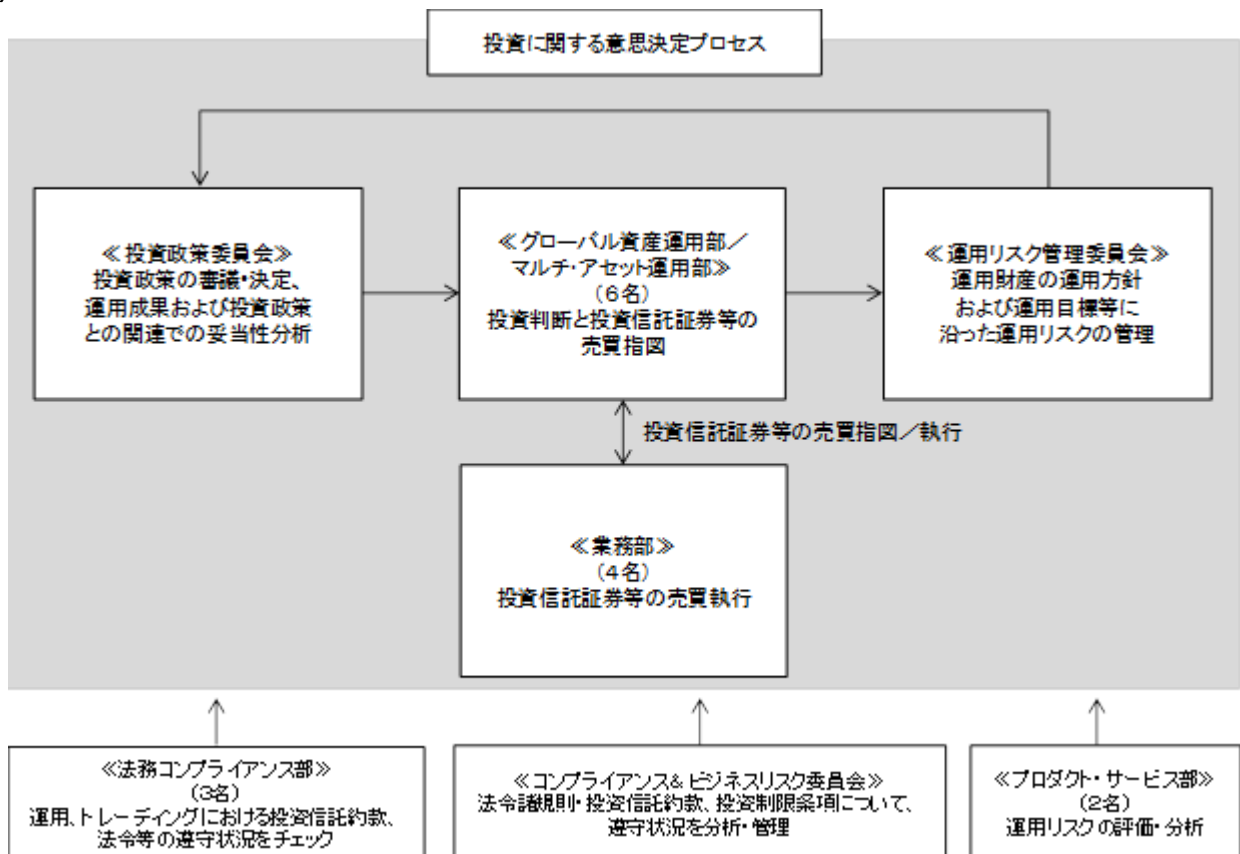 投資に関する意思決定プロセス
≪投資政策委員会≫
投資政策の審議・決定、
運用成果および投資政策
との関連での妥当性分析
≪グローバル資産運用部／
マルチ・アセット運用部≫
(6名)
投資判断と投資信託証券等の
売買指図
≪運用リスク管理委員会≫
運用財産の運用方針
および運用目標等に
沿った運用リスクの管理
投資信託証券等の売買指図／執行
≪業務部≫
(4名)
投資信託証券等の売買執行
≪法務コンプライアンス部≫
(3名)
運用、トレーディングにおける投資信託約款、
法令等の遵守状況をチェック
≪コンプライアンス&ビジネスリスク委員会≫
法令諸規則・投資信託約款、投資制限条項について、
遵守状況を分析・管理
≪プロダクト・サービス部≫
(2名)
運用リスクの評価・分析